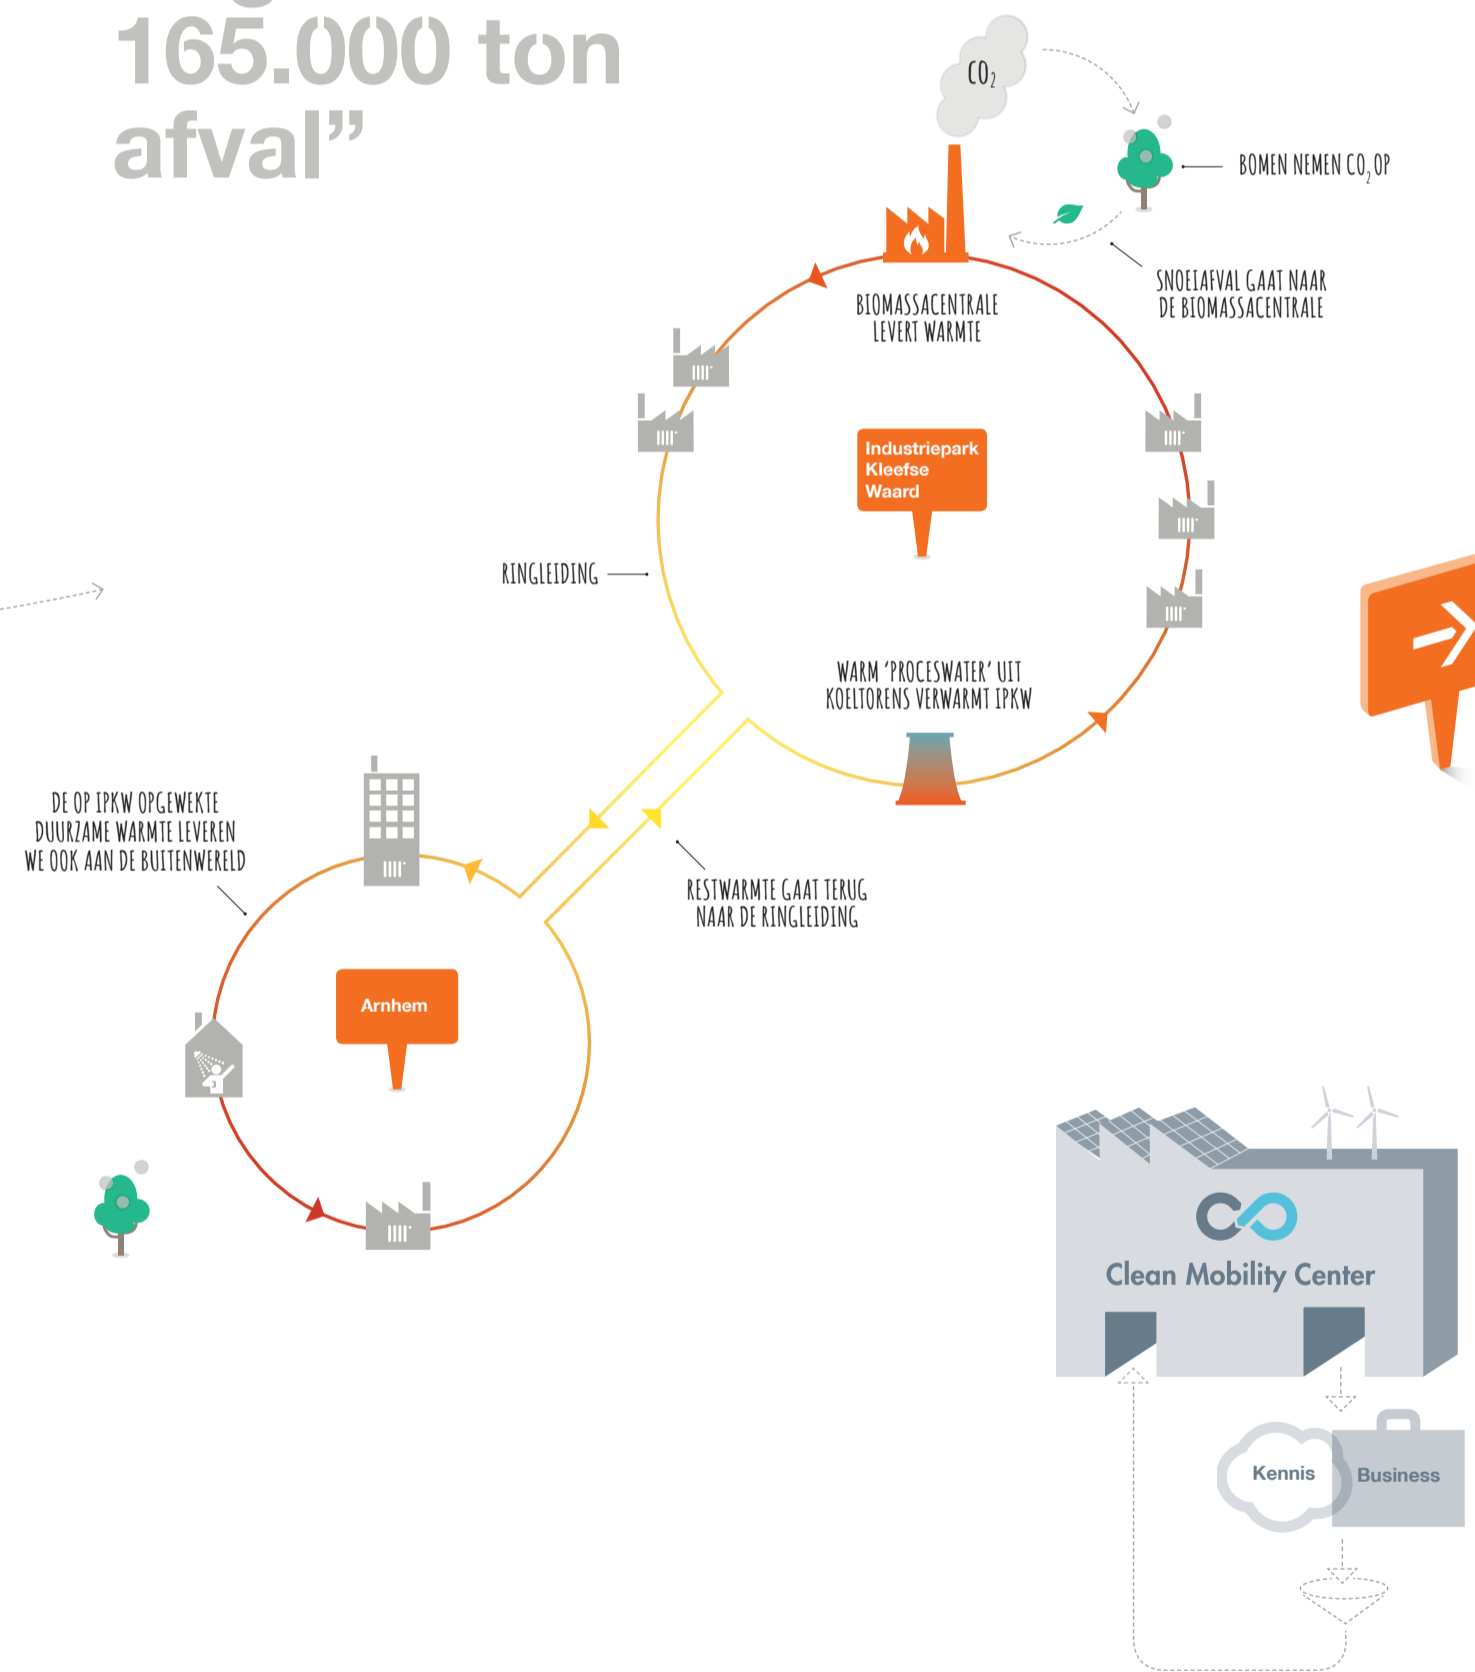 165.000 ton
afval”
CO₂
BOMEN NEMEN CO₂ OP
SNOEIAFVAL GAAT NAAR
DE BIOMASSACENTRALE
BIOMASSACENTRALE
LEVERT WARMTE
Industriepark
Kleefse
Waard
RINGLEIDING
WARM ‘PROCESWATER’ UIT
KOELTORENS VERWARMT IPKW
DE OP IPKW OPGEWEKTE
DUURZAME WARMTE LEVEREN
WE OOK AAN DE BUITENWERELD
RESTWARMTE GAAT TERUG
NAAR DE RINGLEIDING
Arnhem
Clean Mobility Center
Kennis
Business